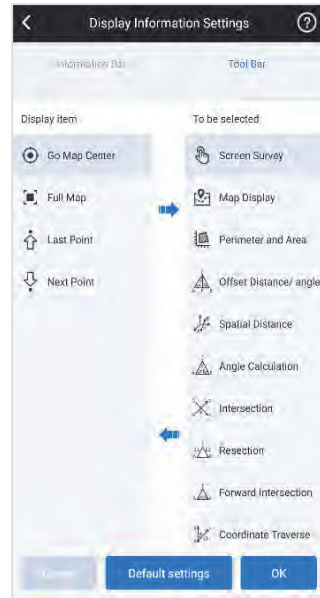 Display Information Settings
Information Bar
Tool Bar
Display item
To be selected
Go Map Center
Screen Survey
Full Map
Map Display
Last Point
Perimeter and Area
Next Point
Offset Distance/ angle
Spatial Distance
Angle Calculation
Intersection
Resection
Forward Intersection
Coordinate Traverse
Default settings
OK